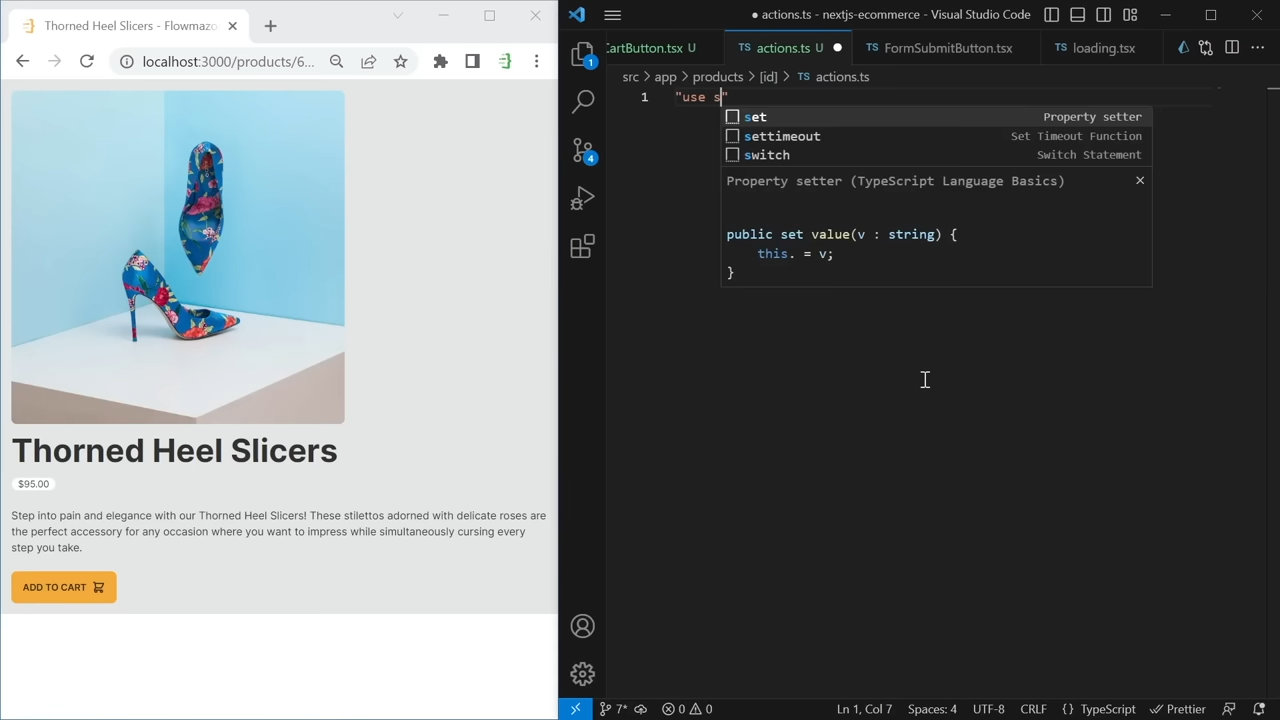 Thorned Heel Slicers - Flowmazo
localhost:3000/products/6...
Thorned Heel Slicers
$95.00
Step into pain and elegance with our Thorned Heel Slicers! These stilettos adorned with delicate roses are
the perfect accessory for any occasion where you want to impress while simultaneously cursing every
step you take.
ADD TO CART
● actions.ts - nextjs-ecommerce - Visual Studio Code
CartButton.tsx U
TS actions.ts U ●
FormSubmitButton.tsx
TS loading.tsx
src > app > products > [id] > TS actions.ts
1 "use s"
set Property setter
settimeout Set Timeout Function
switch Switch Statement
Property setter (TypeScript Language Basics)
public set value(v : string) {
this. = v;
}
1
4
7* 0 0 Ln 1, Col 7 Spaces: 4 UTF-8 CRLF {} TypeScript Prettier